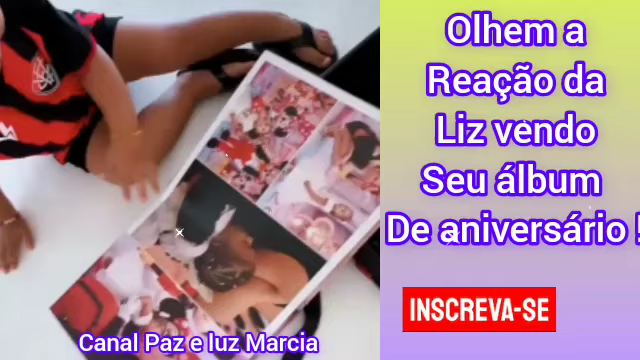 Olhem a
Reação da
Liz vendo
Seu álbum
De aniversário !
INSCREVA-SE
Canal Paz e luz Marcia